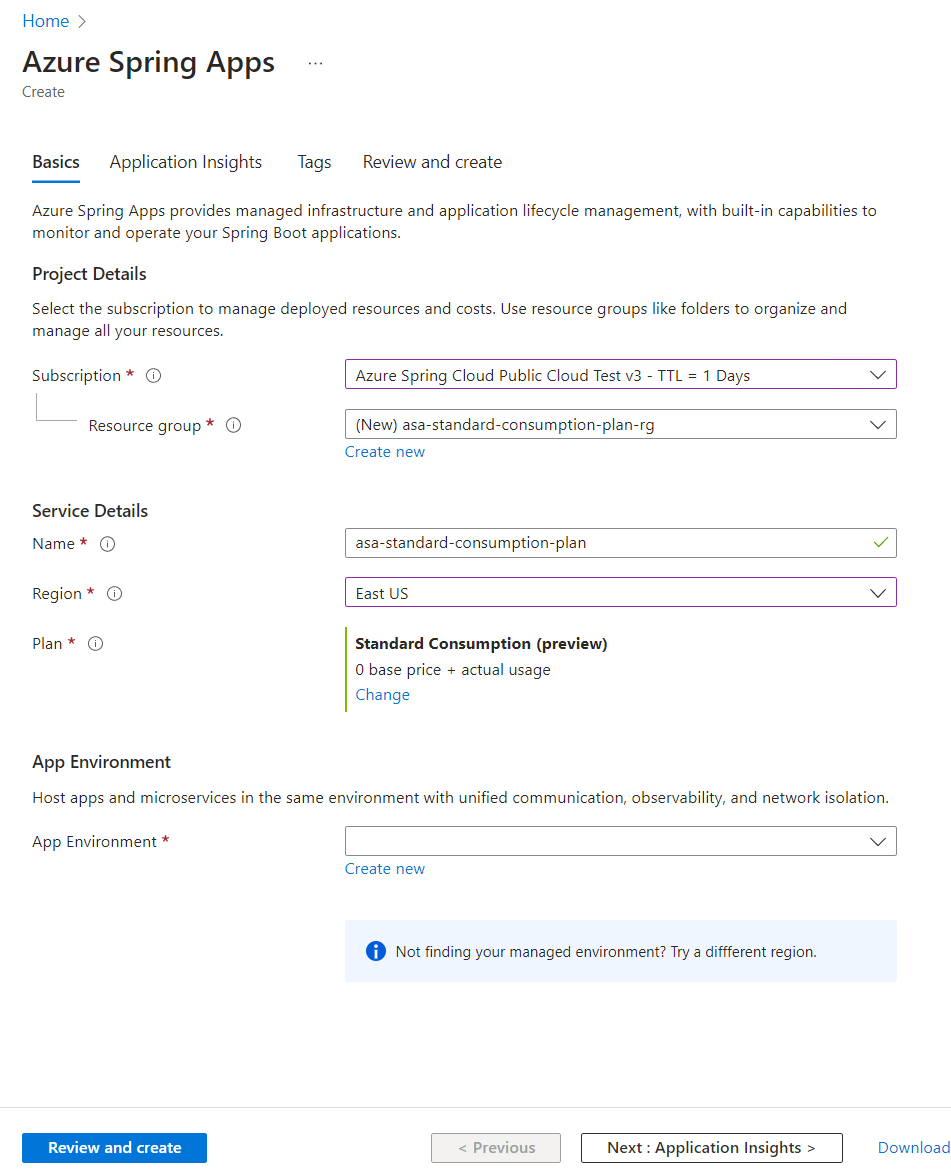 Home >
Azure Spring Apps ...
Create
Basics Application Insights Tags Review and create
Azure Spring Apps provides managed infrastructure and application lifecycle management, with built-in capabilities to
monitor and operate your Spring Boot applications.
Project Details
Select the subscription to manage deployed resources and costs. Use resource groups like folders to organize and
manage all your resources.
Subscription * Azure Spring Cloud Public Cloud Test v3 - TTL = 1 Days
Resource group * (New) asa-standard-consumption-plan-rg
Create new
Service Details
Name * asa-standard-consumption-plan
Region * East US
Plan * Standard Consumption (preview)
0 base price + actual usage
Change
App Environment
Host apps and microservices in the same environment with unified communication, observability, and network isolation.
App Environment *
Create new
Not finding your managed environment? Try a diffferent region.
Review and create < Previous Next : Application Insights > Download